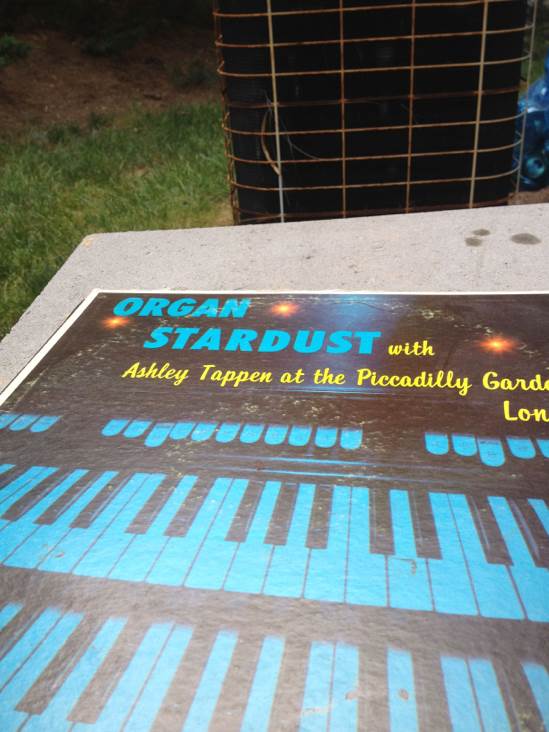 ORGAN
STARDUST with
Ashley Tappen at the Piccadilly